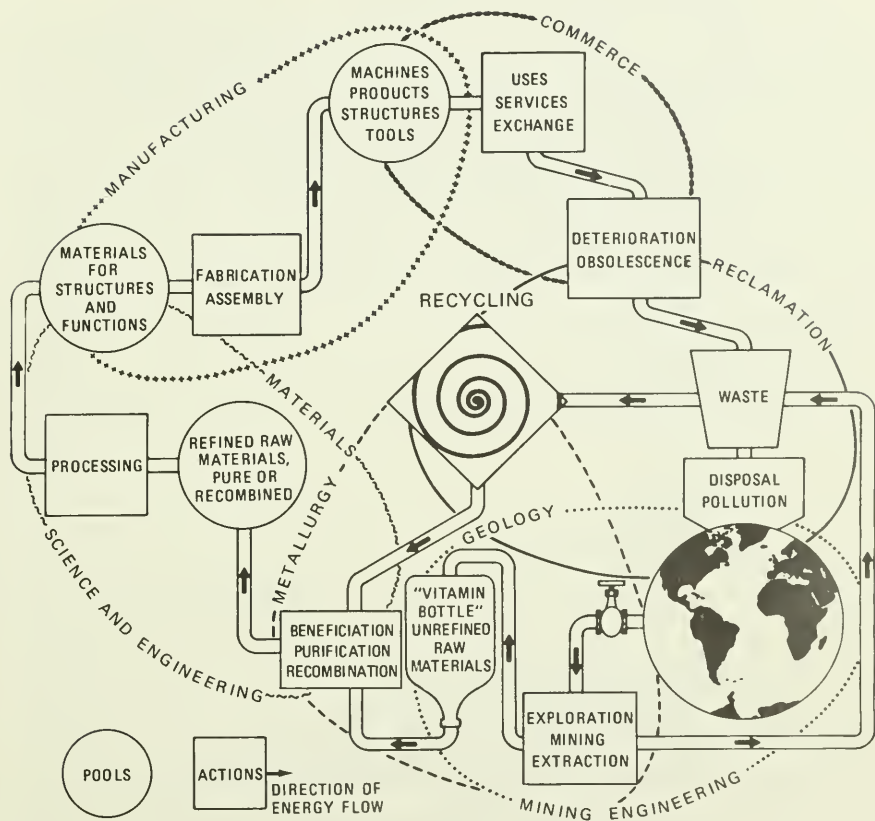 COMMERCE
MANUFACTURING
MACHINES
PRODUCTS
STRUCTURES
TOOLS
USES
SERVICES
EXCHANGE
MATERIALS
FOR
STRUCTURES
AND
FUNCTIONS
FABRICATION
ASSEMBLY
DETERIORATION
OBSOLESCENCE
RECLAMATION
RECYCLING
MATERIALS
WASTE
PROCESSING
REFINED RAW
MATERIALS,
PURE OR
RECOMBINED
DISPOSAL
POLLUTION
METALLURGY
GEOLOGY
SCIENCE AND ENGINEERING
BENEFICIATION
PURIFICATION
RECOMBINATION
"VITAMIN
BOTTLE"
UNREFINED
RAW
MATERIALS
EXPLORATION
MINING
EXTRACTION
MINING ENGINEERING
POOLS
ACTIONS
DIRECTION OF
ENERGY FLOW